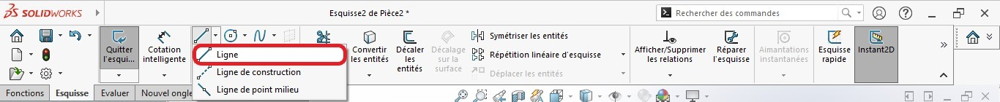 SOLIDWORKS
Esquisse2 de Pièce2 *
Rechercher des commandes
Quitter l'esqui...
Cotation intelligente
Ligne
Ligne de construction
Ligne de point milieu
Convertir les entités
Décaler les entités
Décalage sur la surface
Symétriser les entités
Répétition linéaire d'esquisse
Déplacer les entités
Afficher/Supprimer les relations
Réparer l'esquisse
Aimantations instantanées
Esquisse rapide
Instant2D
Fonctions
Esquisse
Evaluer
Nouvel ongle